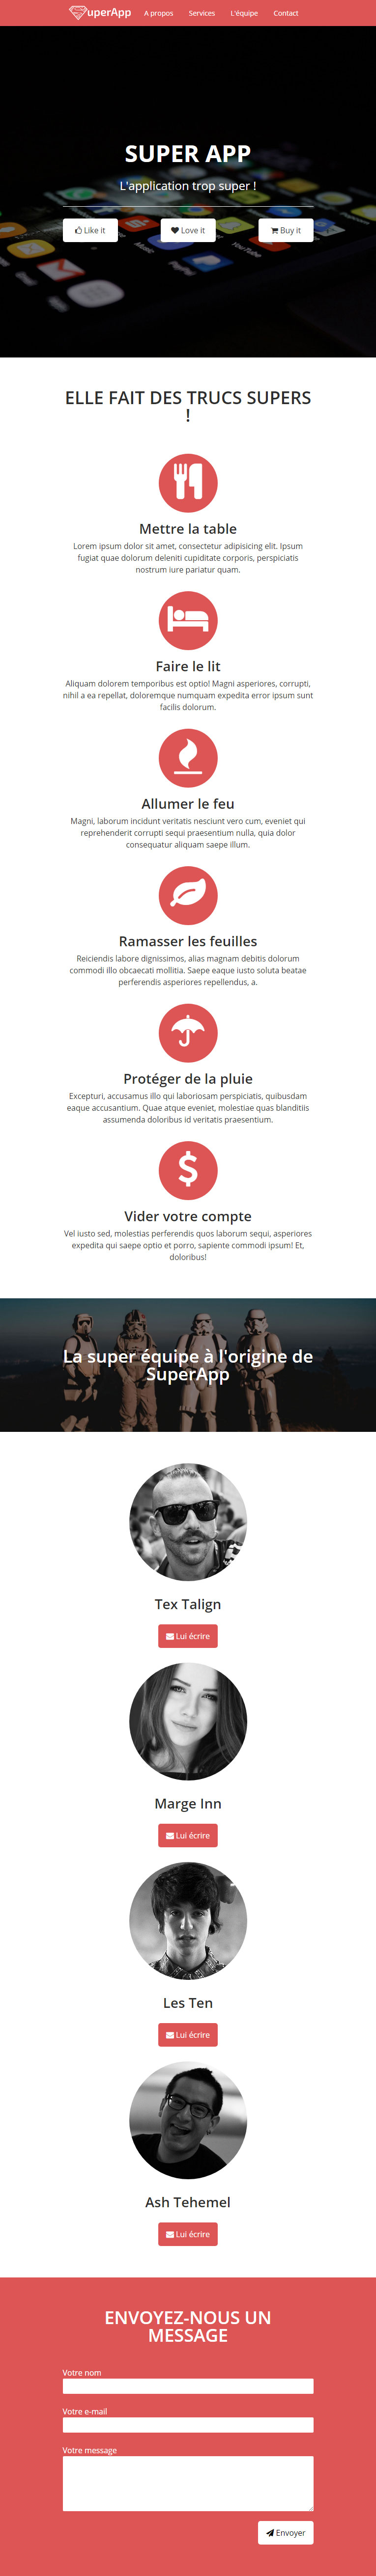 uperApp A propos Services L'équipe Contact
SUPER APP
L'application trop super !
Like it Love it Buy it
ELLE FAIT DES TRUCS SUPERS
!
Mettre la table
Lorem ipsum dolor sit amet, consectetur adipisicing elit. Ipsum
fugiat quae dolorum deleniti cupiditate corporis, perspiciatis
nostrum iure pariatur quam.
Faire le lit
Aliquam dolorem temporibus est optio! Magni asperiores, corrupti,
nihil a ea repellat, doloremque numquam expedita error ipsum sunt
facilis dolorum.
Allumer le feu
Magni, laborum incidunt veritatis nesciunt vero cum, eveniet qui
reprehenderit corrupti sequi praesentium nulla, quia dolor
consequatur aliquam saepe illum.
Ramasser les feuilles
Reiciendis labore dignissimos, alias magnam debitis dolorum
commodi illo obcaecati mollitia. Saepe eaque iusto soluta beatae
perferendis asperiores repellendus, a.
Protéger de la pluie
Excepturi, accusamus illo qui laboriosam perspiciatis, quibusdam
eaque accusantium. Quae atque eveniet, molestiae quas blanditiis
assumenda doloribus id veritatis praesentium.
$
Vider votre compte
Vel iusto sed, molestias perferendis quos laborum sequi, asperiores
expedita qui saepe optio et porro, sapiente commodi ipsum! Et,
doloribus!
La super équipe à l'origine de
SuperApp
Tex Talign
Lui écrire
Marge Inn
Lui écrire
Les Ten
Lui écrire
Ash Tehemel
Lui écrire
ENVOYEZ-NOUS UN
MESSAGE
Votre nom
Votre e-mail
Votre message
Envoyer